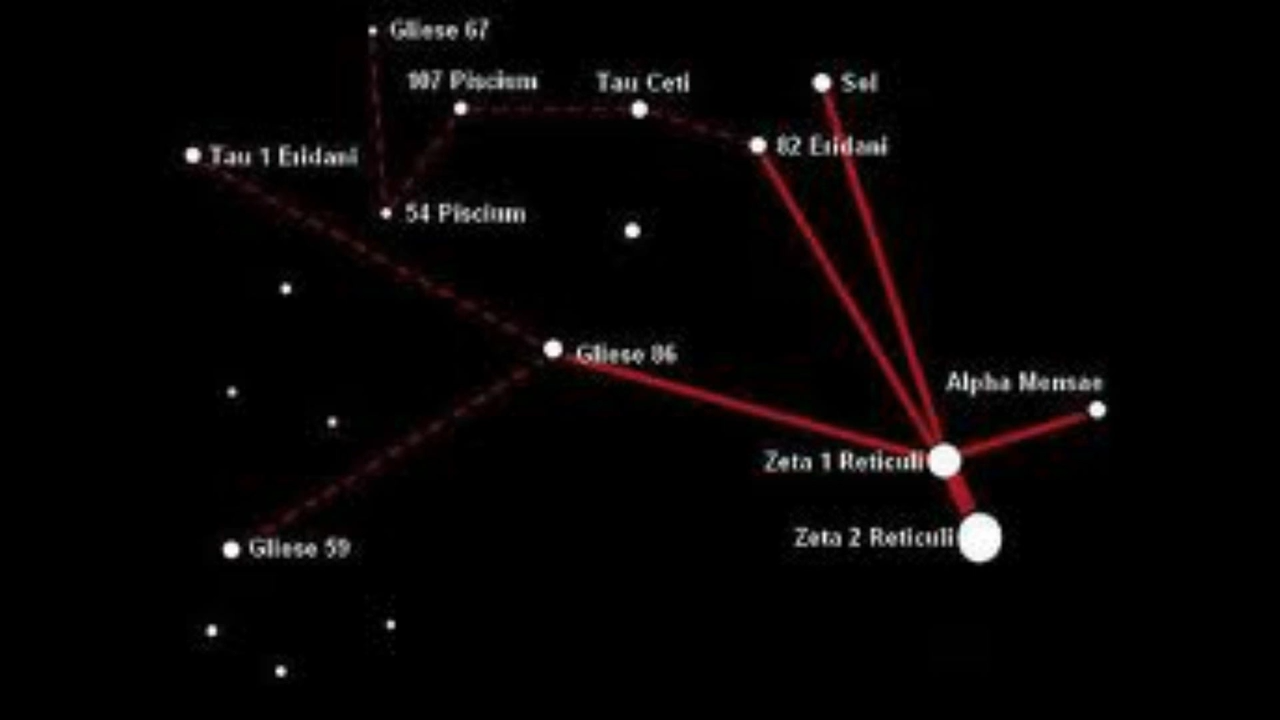 Gliese 67
107 Piscium
Tau Ceti
Sol
82 Eridani
Tau 1 Eridani
54 Piscium
Gliese 86
Alpha Mensae
Zeta 1 Reticuli
Zeta 2 Reticuli
Gliese 59